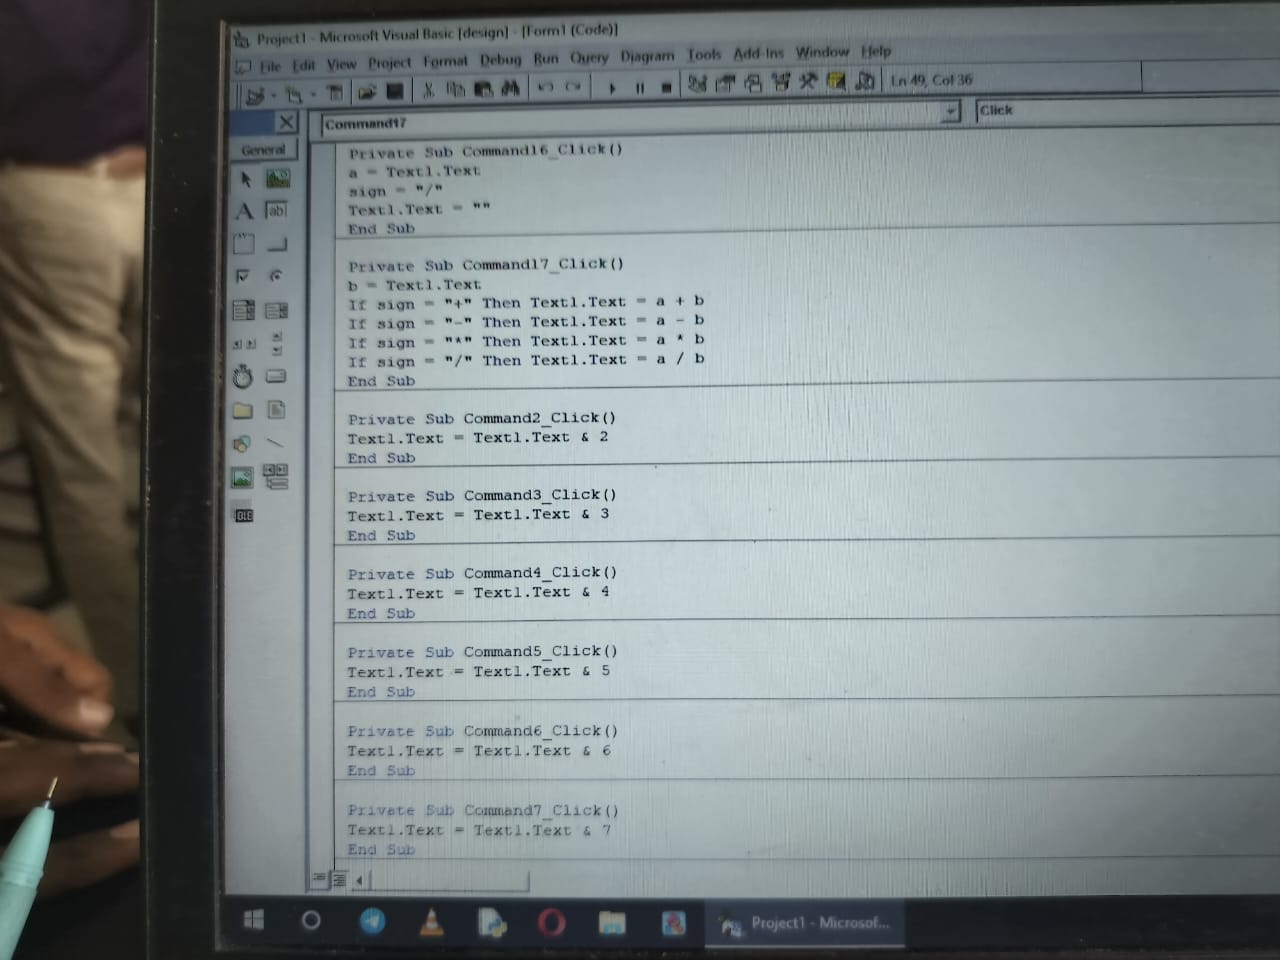 Project1 - Microsoft Visual Basic [design] - [Form1 (Code)]
File Edit View Project Format Debug Run Query Diagram Tools Add-Ins Window Help
Ln 49, Col 36
Command17
Click
General
Private Sub Command16_Click()
a = Text1.Text
sign = "/"
Text1.Text = ""
End Sub
Private Sub Command17_Click()
b = Text1.Text
If sign = "+" Then Text1.Text = a + b
If sign = "-" Then Text1.Text = a - b
If sign = "*" Then Text1.Text = a * b
If sign = "/" Then Text1.Text = a / b
End Sub
Private Sub Command2_Click()
Text1.Text = Text1.Text & 2
End Sub
Private Sub Command3_Click()
Text1.Text = Text1.Text & 3
End Sub
Private Sub Command4_Click()
Text1.Text = Text1.Text & 4
End Sub
Private Sub Command5_Click()
Text1.Text = Text1.Text & 5
End Sub
Private Sub Command6_Click()
Text1.Text = Text1.Text & 6
End Sub
Private Sub Command7_Click()
Text1.Text = Text1.Text & 7
End Sub
Project1 - Microsof...